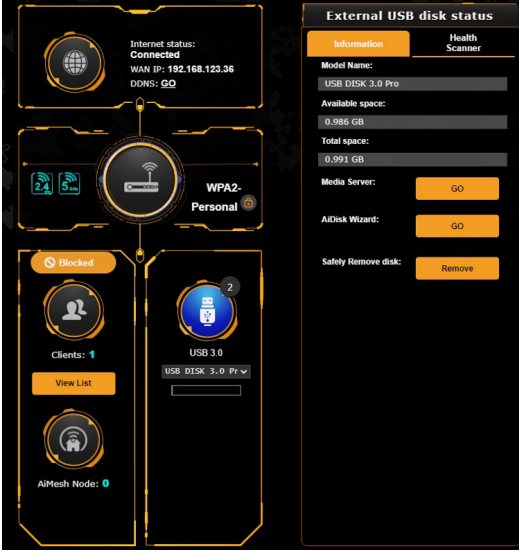 Internet status:
Connected
WAN IP: 192.168.123.36
DDNS: GO
2.4
5
WPA2-
Personal
Blocked
Clients: 1
View List
AiMesh Node: 0
2
USB 3.0
USB DISK 3.0 Pr
External USB disk status
Information
Health
Scanner
Model Name:
USB DISK 3.0 Pro
Available space:
0.986 GB
Total space:
0.991 GB
Media Server:
GO
AiDisk Wizard:
GO
Safely Remove disk:
Remove